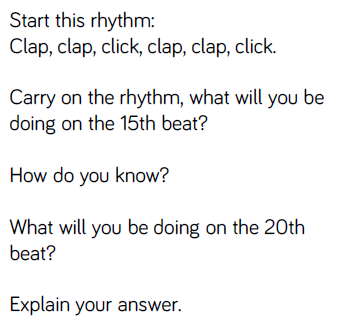 Start this rhythm:
Clap, clap, click, clap, clap, click.
Carry on the rhythm, what will you be
doing on the 15th beat?
How do you know?
What will you be doing on the 20th
beat?
Explain your answer.